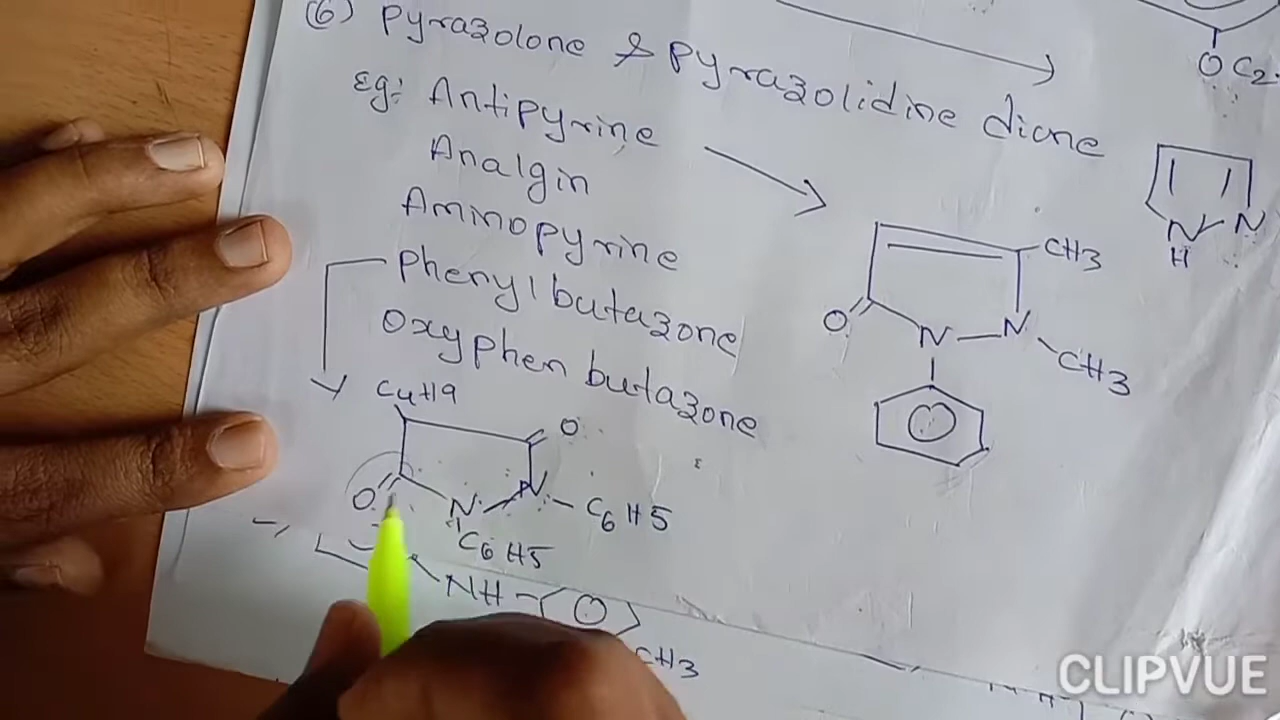 (6) Pyrazolone & Pyrazolidine dione
Eg: Antipyrine
Analgin
Aminopyrine
Phenylbutazone
Oxyphen butazone
O C2
N N
H
CH3
O
N N
CH3
C4H9
O
O
N N
C6H5
C6H5
NH
CH3
CLIPVUE